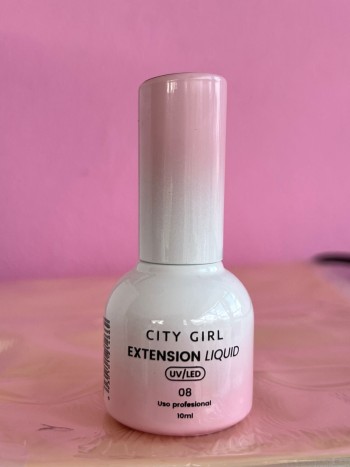 CITY GIRL
EXTENSION LIQUID
UV/LED
08
Uso profesional
10ml